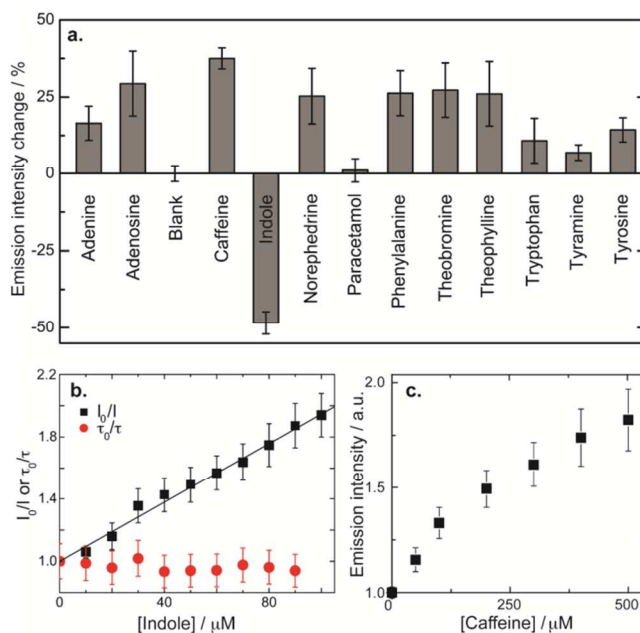 a.
Emission intensity change / %
50
25
0
-25
-50
Adenine
Adenosine
Blank
Caffeine
Indole
Norephedrine
Paracetamol
Phenylalanine
Theobromine
Theophylline
Tryptophan
Tyramine
Tyrosine
b.
I₀/I
τ₀/τ
I₀/I or τ₀/τ
2.2
1.8
1.4
1.0
0 40 80
[Indole] / μM
c.
Emission intensity / a.u.
2.0
1.5
1.0
0 250 500
[Caffeine] / μM